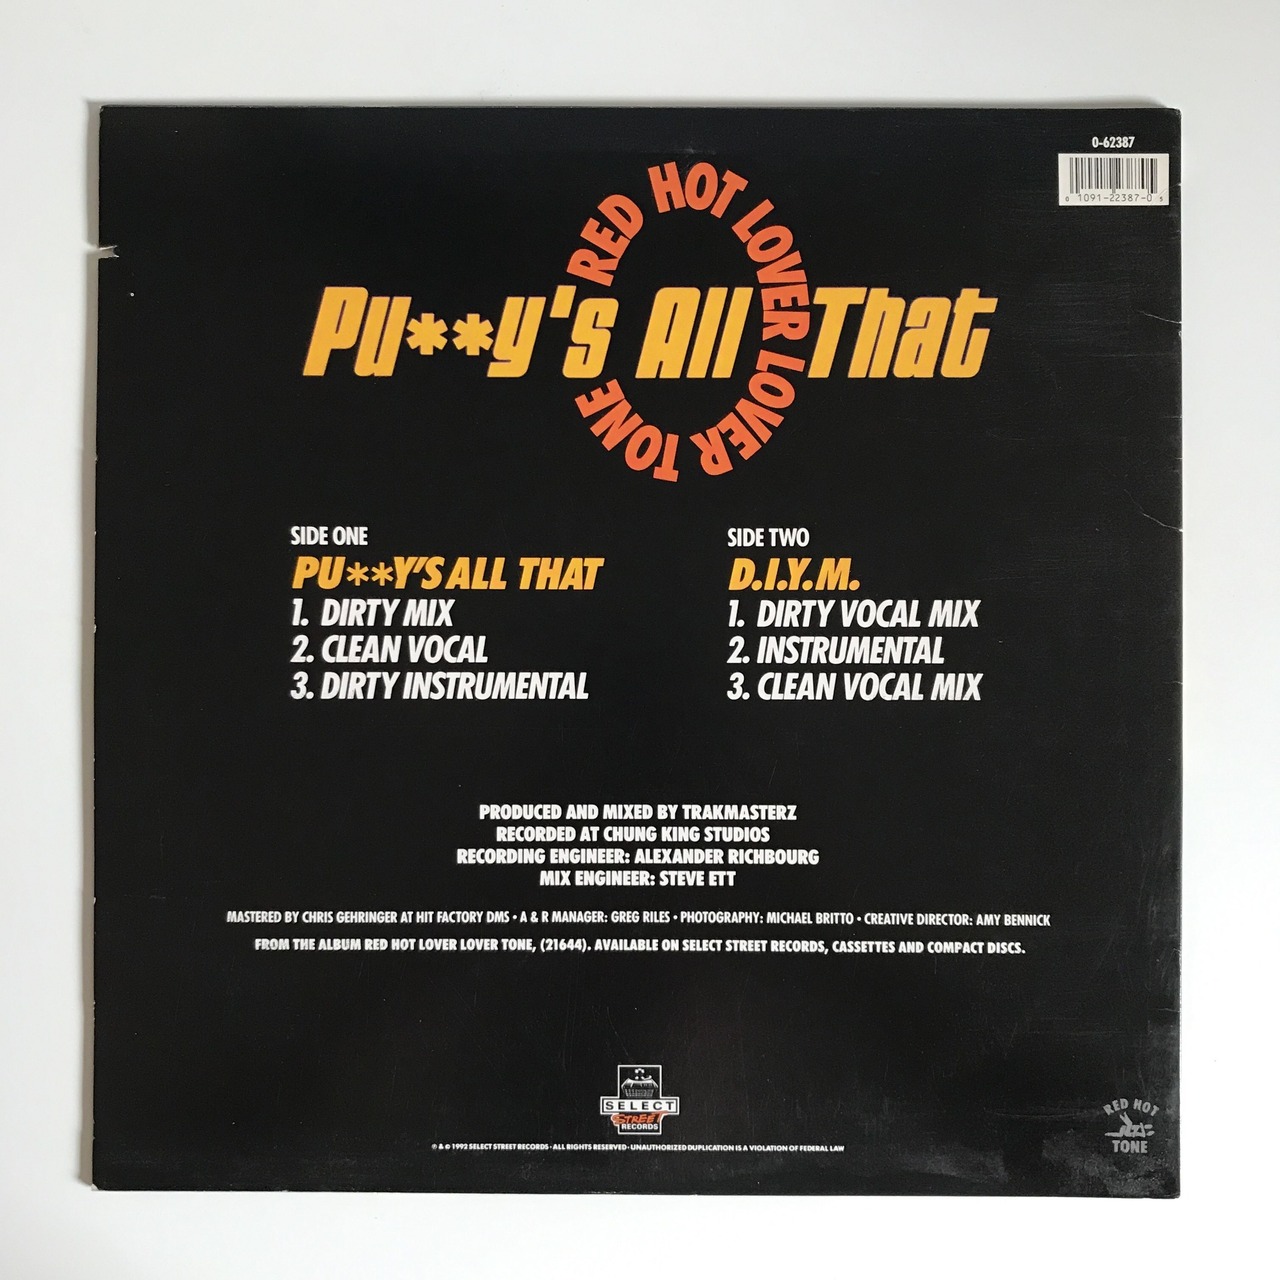 0-62387
0 1091-22387-0 5
RED HOT LOVER LOVER TONE
Pu**y's All That
SIDE ONE
PU**Y'S ALL THAT
1. DIRTY MIX
2. CLEAN VOCAL
3. DIRTY INSTRUMENTAL
SIDE TWO
D.I.Y.M.
1. DIRTY VOCAL MIX
2. INSTRUMENTAL
3. CLEAN VOCAL MIX
PRODUCED AND MIXED BY TRAKMASTERZ
RECORDED AT CHUNG KING STUDIOS
RECORDING ENGINEER: ALEXANDER RICHBOURG
MIX ENGINEER: STEVE ETT
MASTERED BY CHRIS GEHRINGER AT HIT FACTORY DMS • A & R MANAGER: GREG RILES • PHOTOGRAPHY: MICHAEL BRITTO • CREATIVE DIRECTOR: AMY BENNICK
FROM THE ALBUM RED HOT LOVER LOVER TONE, (21644). AVAILABLE ON SELECT STREET RECORDS, CASSETTES AND COMPACT DISCS.
SELECT
STREET
RECORDS
℗ & © 1992 SELECT STREET RECORDS • ALL RIGHTS RESERVED • UNAUTHORIZED DUPLICATION IS A VIOLATION OF FEDERAL LAW
RED HOT
TONE